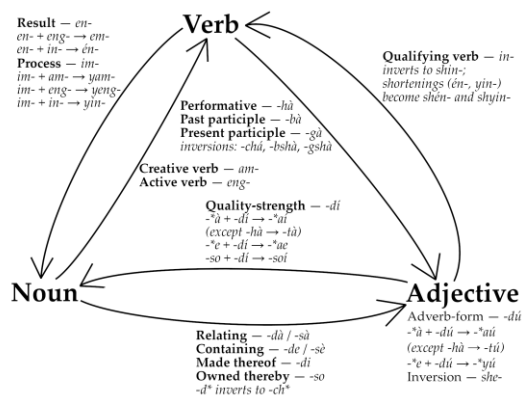 Verb
Result — en-
en- + eng- → em-
en- + in- → én-
Process — im-
im- + am- → yam-
im- + eng- → yeng-
im- + in- → yin-
Qualifying verb — in-
inverts to shin-;
shortenings (én-, yin-)
become shén- and shyin-
Performative — -hà
Past participle — -bà
Present participle — -gà
inversions: -chá, -bshà, -gshà
Creative verb — am-
Active verb — eng-
Quality-strength — -dí
-*à + -dí → -*aí
(except -hà → -tà)
-*e + -dí → -*ae
-so + -dí → -soí
Noun
Adjective
Adverb-form — -dú
-*à + -dú → -*aú
(except -hà → -tú)
-*e + -dú → -*yú
Inversion — she-
Relating — -dà / -sà
Containing — -de / -sè
Made thereof — -di
Owned thereby — -so
-d* inverts to -ch*